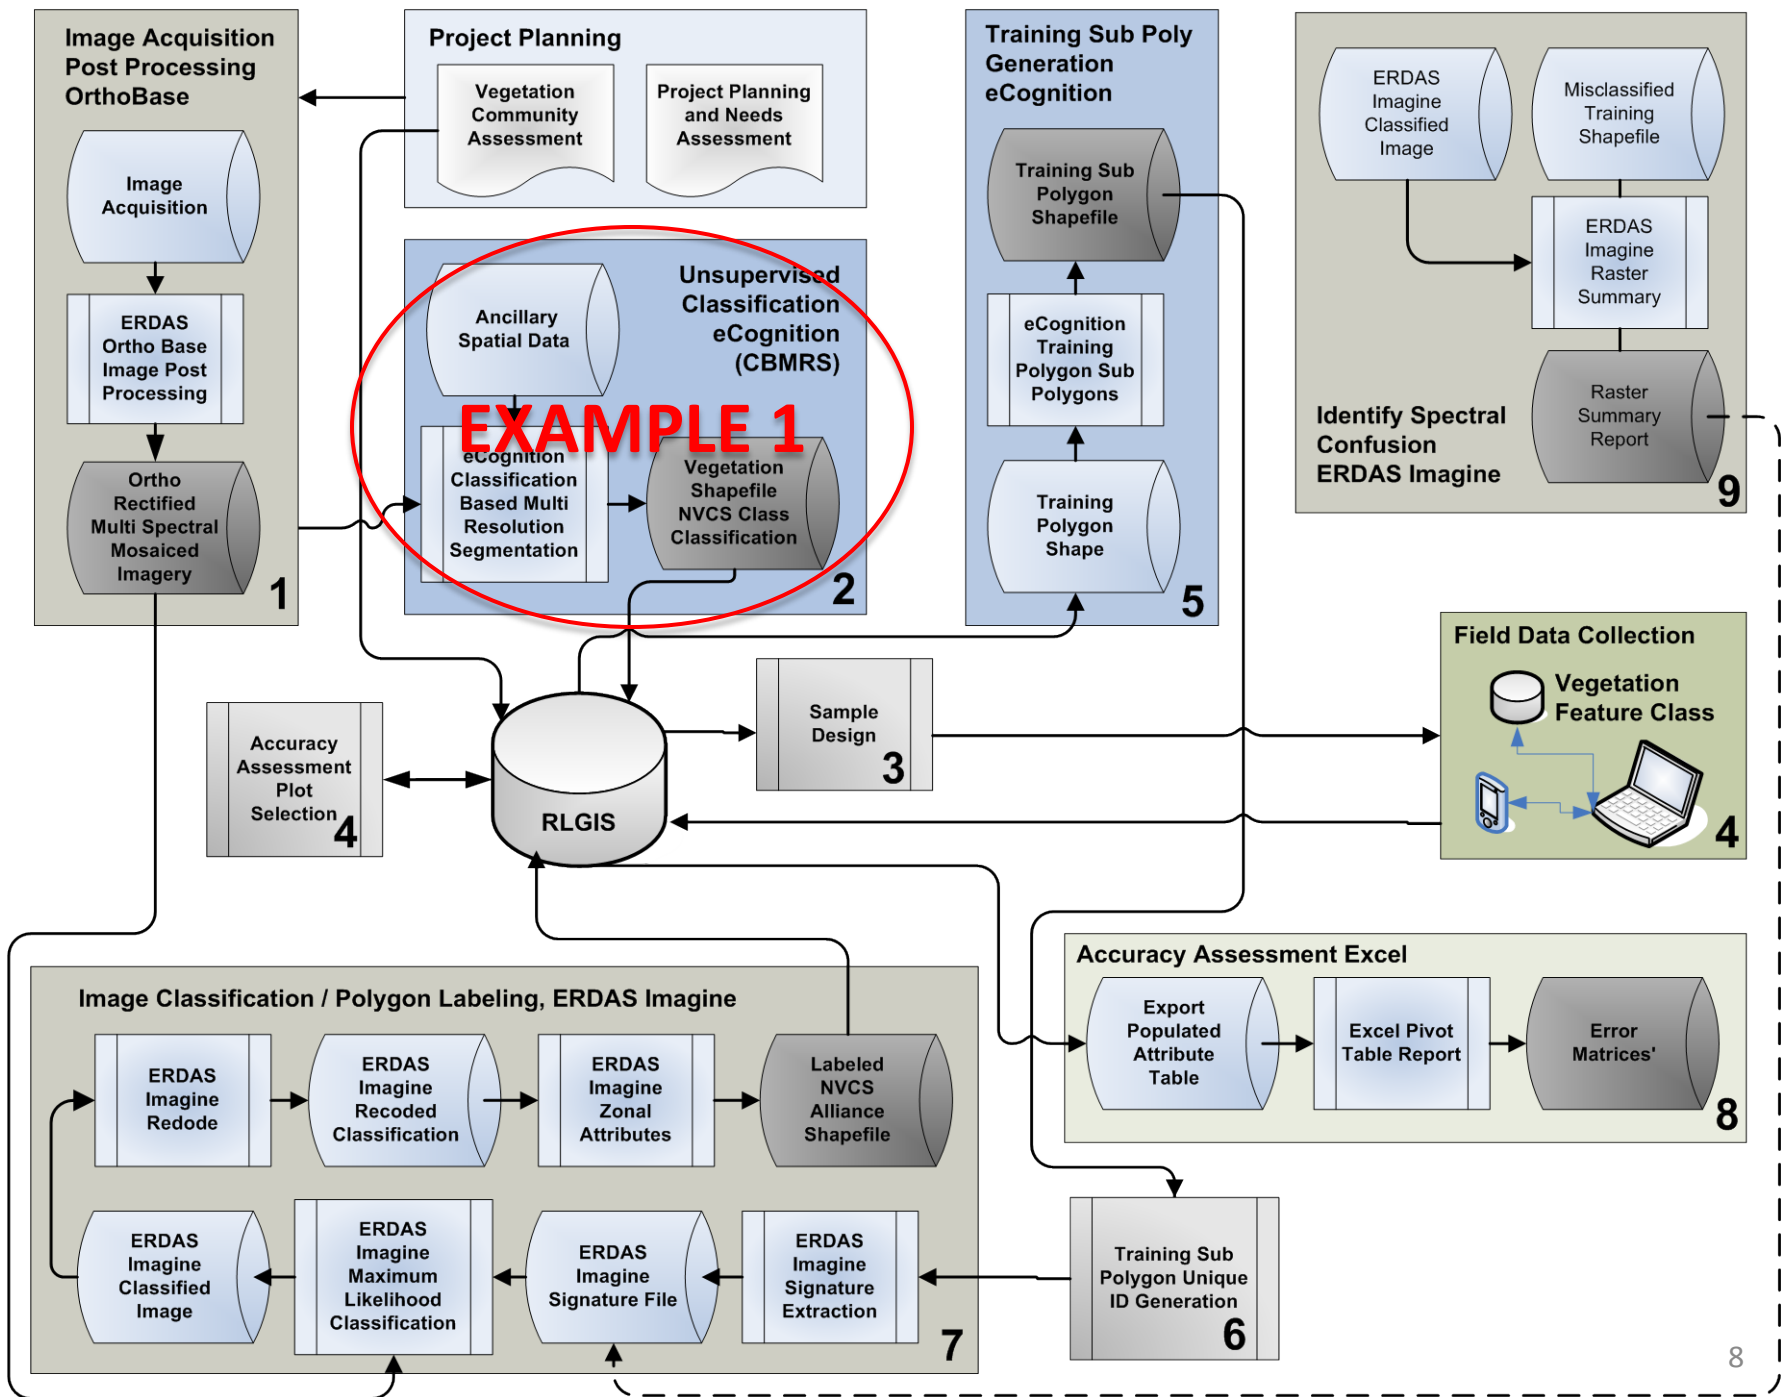 Image Acquisition
Post Processing
OrthoBase
Image
Acquisition
ERDAS
Ortho Base
Image Post
Processing
Ortho
Rectified
Multi Spectral
Mosaiced
Imagery
1
Project Planning
Vegetation
Community
Assessment
Project Planning
and Needs
Assessment
Unsupervised
Classification
eCognition
(CBMRS)
Ancillary
Spatial Data
EXAMPLE 1
eCognition
Classification
Based Multi
Resolution
Segmentation
Vegetation
Shapefile
NVCS Class
Classification
2
Training Sub Poly
Generation
eCognition
Training Sub
Polygon
Shapefile
eCognition
Training
Polygon Sub
Polygons
Training
Polygon
Shape
5
ERDAS
Imagine
Classified
Image
Misclassified
Training
Shapefile
ERDAS
Imagine
Raster
Summary
Raster
Summary
Report
Identify Spectral
Confusion
ERDAS Imagine
9
Accuracy
Assessment
Plot
Selection
4
RLGIS
Sample
Design
3
Field Data Collection
Vegetation
Feature Class
4
Accuracy Assessment Excel
Export
Populated
Attribute
Table
Excel Pivot
Table Report
Error
Matrices'
8
Image Classification / Polygon Labeling, ERDAS Imagine
ERDAS
Imagine
Redode
ERDAS
Imagine
Recoded
Classification
ERDAS
Imagine
Zonal
Attributes
Labeled
NVCS
Alliance
Shapefile
ERDAS
Imagine
Classified
Image
ERDAS
Imagine
Maximum
Likelihood
Classification
ERDAS
Imagine
Signature File
ERDAS
Imagine
Signature
Extraction
7
Training Sub
Polygon Unique
ID Generation
6
8